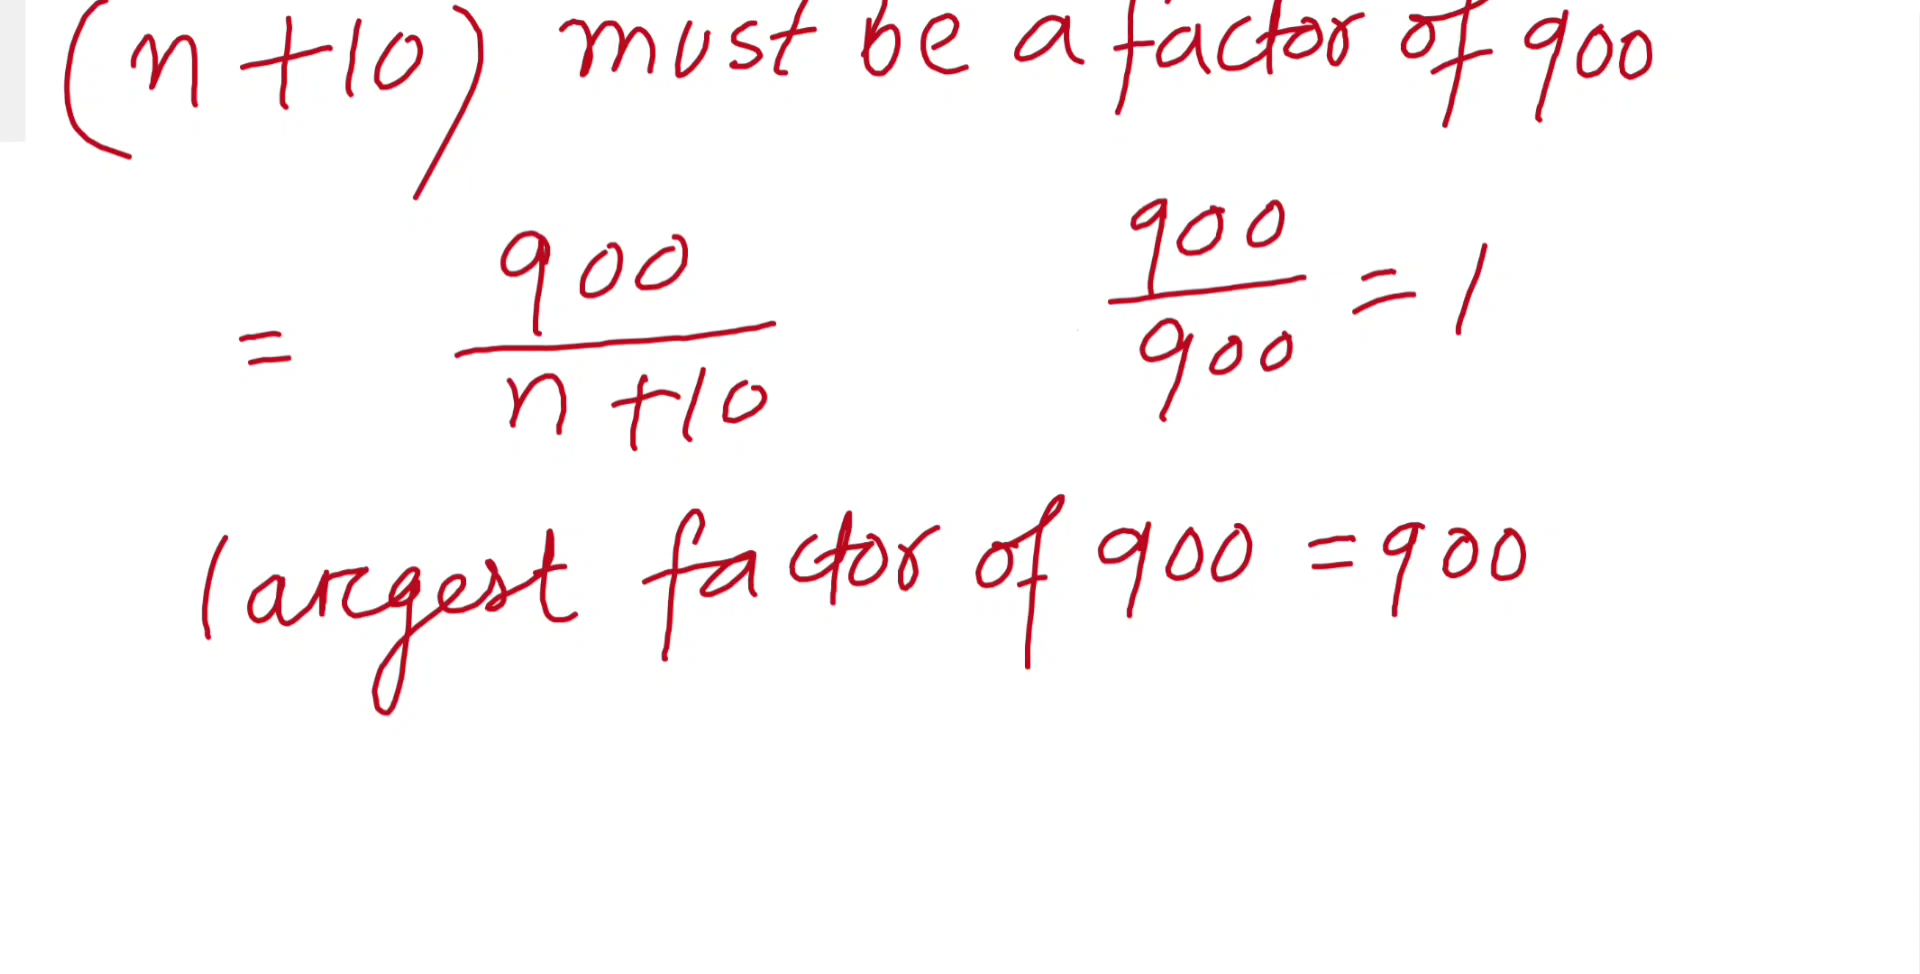 (n+10) must be a factor of 900
= 900/(n+10)    900/900 = 1
largest factor of 900 = 900